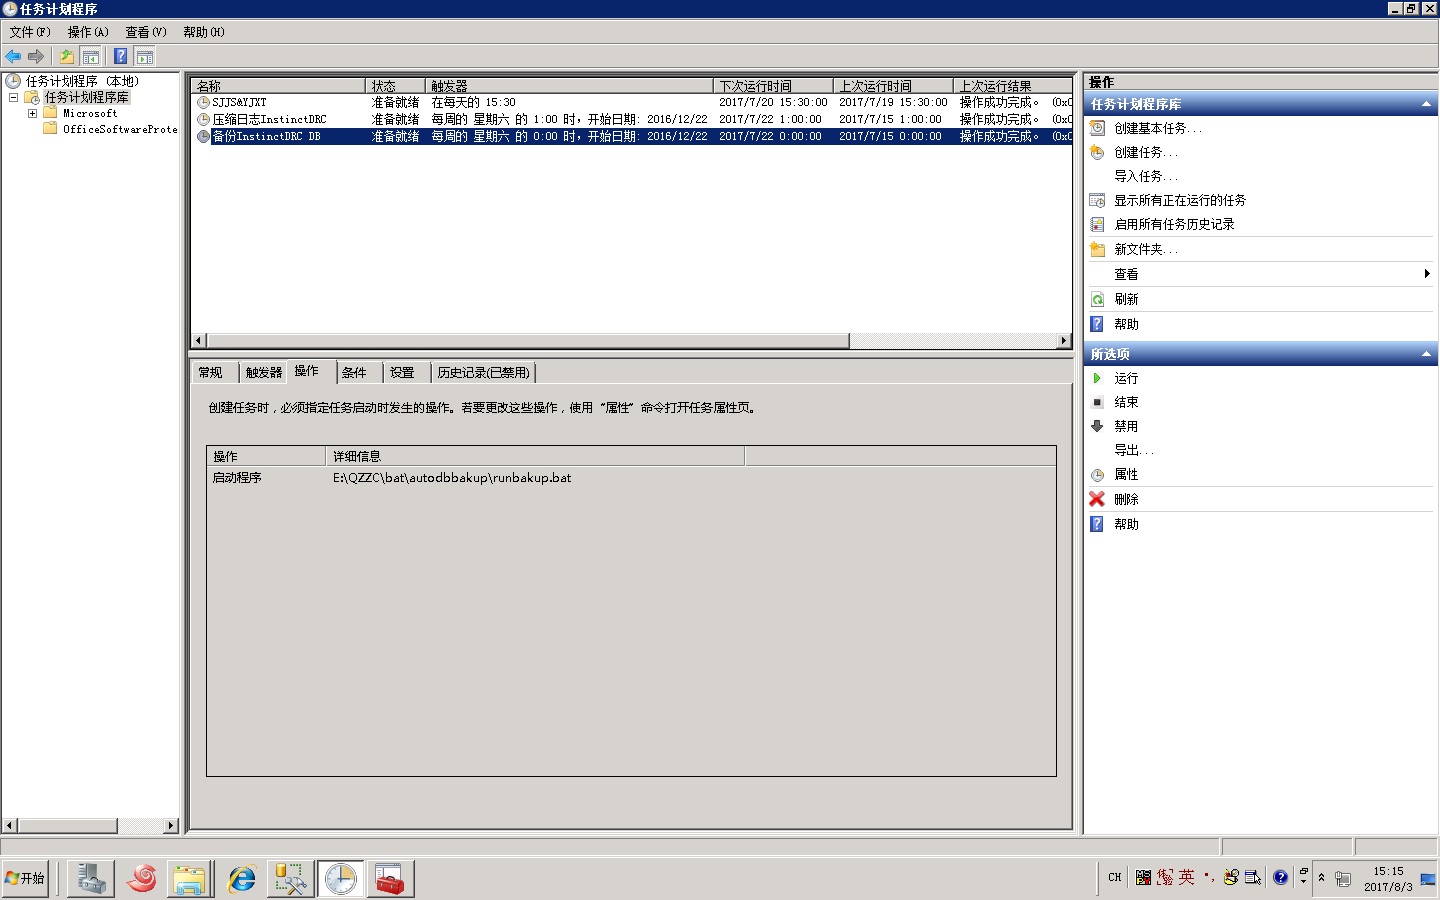 任务计划程序
文件(F) 操作(A) 查看(V) 帮助(H)
任务计划程序 (本地)
任务计划程序库
Microsoft
OfficeSoftwareProte
名称 状态 触发器 下次运行时间 上次运行时间 上次运行结果
SJJS&YJXT 准备就绪 在每天的 15:30 2017/7/20 15:30:00 2017/7/19 15:30:00 操作成功完成。 (0x0
压缩日志InstinctDRC 准备就绪 每周的 星期六 的 1:00 时，开始日期: 2016/12/22 2017/7/22 1:00:00 2017/7/15 1:00:00 操作成功完成。 (0x0
备份InstinctDRC DB 准备就绪 每周的 星期六 的 0:00 时，开始日期: 2016/12/22 2017/7/22 0:00:00 2017/7/15 0:00:00 操作成功完成。 (0x0
常规 触发器 操作 条件 设置 历史记录(已禁用)
创建任务时，必须指定任务启动时发生的操作。若要更改这些操作，使用 "属性" 命令打开任务属性页。
操作 详细信息
启动程序 E:\QZZC\bat\autodbbakup\runbakup.bat
操作
任务计划程序库
创建基本任务...
创建任务...
导入任务...
显示所有正在运行的任务
启用所有任务历史记录
新文件夹...
查看
刷新
帮助
所选项
运行
结束
禁用
导出...
属性
删除
帮助
开始
CH 英
15:15
2017/8/3